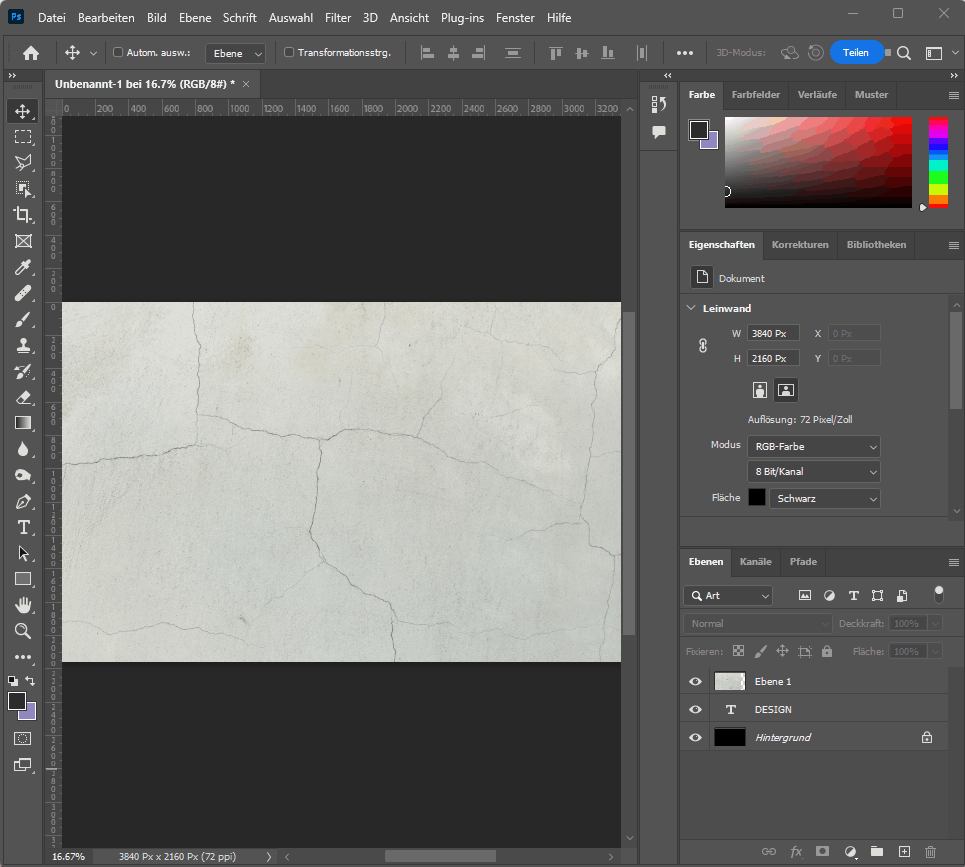 Ps Datei Bearbeiten Bild Ebene Schrift Auswahl Filter 3D Ansicht Plug-ins Fenster Hilfe
Autom. ausw.: Ebene Transformationsstrg. 3D-Modus: Teilen
Unbenannt-1 bei 16.7% (RGB/8#) *
0 200 400 600 800 1000 1200 1400 1600 1800 2000 2200 2400 2600 2800 3000 3200
Farbe Farbfelder Verläufe Muster
Eigenschaften Korrekturen Bibliotheken
Dokument
Leinwand
W 3840 Px X 0 Px
H 2160 Px Y 0 Px
Auflösung: 72 Pixel/Zoll
Modus RGB-Farbe
8 Bit/Kanal
Fläche Schwarz
Ebenen Kanäle Pfade
Art
Normal Deckkraft: 100%
Fixieren: Fläche: 100%
Ebene 1
T DESIGN
Hintergrund
fx
16.67% 3840 Px x 2160 Px (72 ppi)